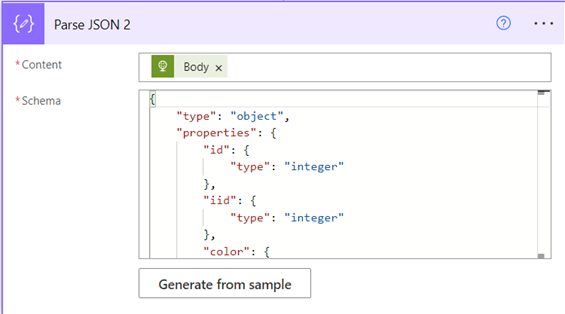 Parse JSON 2
*Content
Body ×
*Schema
{
"type": "object",
"properties": {
"id": {
"type": "integer"
},
"iid": {
"type": "integer"
},
"color": {
Generate from sample